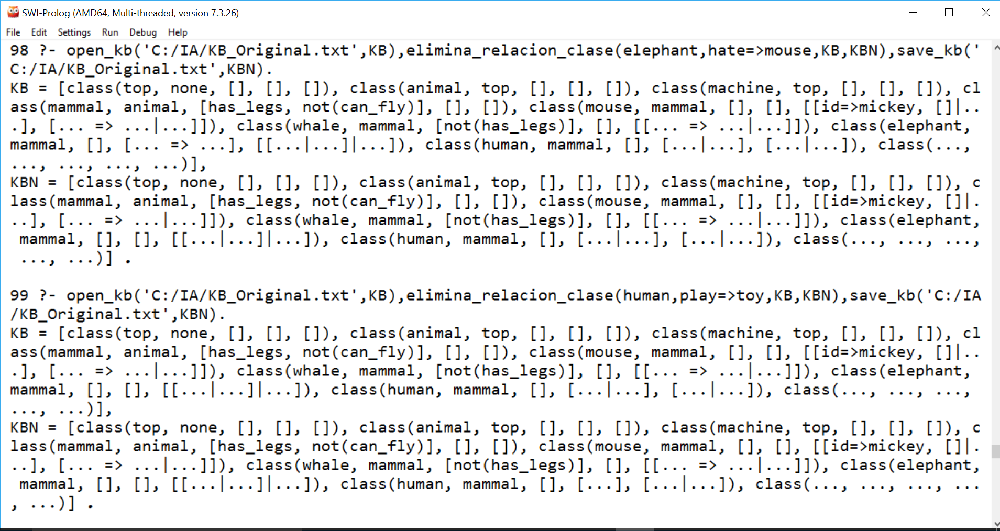 SWI-Prolog (AMD64, Multi-threaded, version 7.3.26)
File Edit Settings Run Debug Help
98 ?- open_kb('C:/IA/KB_Original.txt',KB),elimina_relacion_clase(elephant,hate=>mouse,KB,KBN),save_kb('
C:/IA/KB_Original.txt',KBN).
KB = [class(top, none, [], [], []), class(animal, top, [], [], []), class(machine, top, [], [], []), cl
ass(mammal, animal, [has_legs, not(can_fly)], [], []), class(mouse, mammal, [], [], [[id=>mickey, []|..
.], [... => ...|...]]), class(whale, mammal, [not(has_legs)], [], [[... => ...|...]]), class(elephant,
mammal, [], [... => ...], [[...|...]|...]), class(human, mammal, [], [...|...], [...|...]), class(...,
..., ..., ..., ...)],
KBN = [class(top, none, [], [], []), class(animal, top, [], [], []), class(machine, top, [], [], []), c
lass(mammal, animal, [has_legs, not(can_fly)], [], []), class(mouse, mammal, [], [], [[id=>mickey, []|.
..], [... => ...|...]]), class(whale, mammal, [not(has_legs)], [], [[... => ...|...]]), class(elephant,
mammal, [], [], [[...|...]|...]), class(human, mammal, [], [...|...], [...|...]), class(..., ..., ...,
..., ...)] .
99 ?- open_kb('C:/IA/KB_Original.txt',KB),elimina_relacion_clase(human,play=>toy,KB,KBN),save_kb('C:/IA
/KB_Original.txt',KBN).
KB = [class(top, none, [], [], []), class(animal, top, [], [], []), class(machine, top, [], [], []), cl
ass(mammal, animal, [has_legs, not(can_fly)], [], []), class(mouse, mammal, [], [], [[id=>mickey, []|..
.], [... => ...|...]]), class(whale, mammal, [not(has_legs)], [], [[... => ...|...]]), class(elephant,
mammal, [], [], [[...|...]|...]), class(human, mammal, [], [...|...], [...|...]), class(..., ..., ...,
..., ...)],
KBN = [class(top, none, [], [], []), class(animal, top, [], [], []), class(machine, top, [], [], []), c
lass(mammal, animal, [has_legs, not(can_fly)], [], []), class(mouse, mammal, [], [], [[id=>mickey, []|.
..], [... => ...|...]]), class(whale, mammal, [not(has_legs)], [], [[... => ...|...]]), class(elephant,
mammal, [], [], [[...|...]|...]), class(human, mammal, [], [...], [...|...]), class(..., ..., ..., ...
, ...)] .